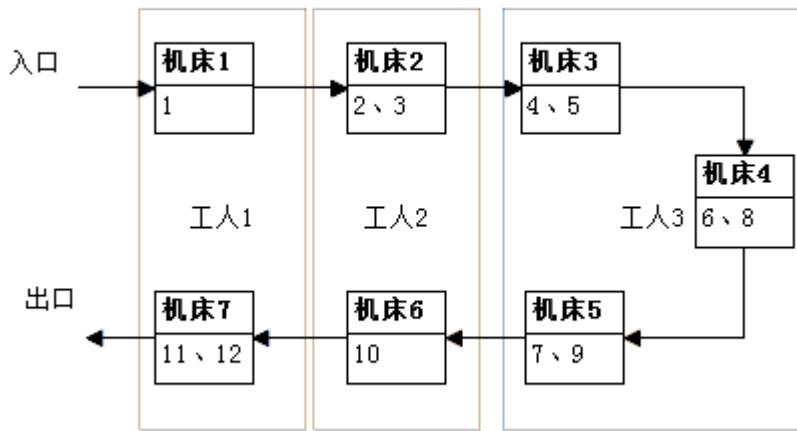 入口
机床1
1
机床2
2、3
机床3
4、5
机床4
6、8
工人1
工人2
工人3
出口
机床7
11、12
机床6
10
机床5
7、9